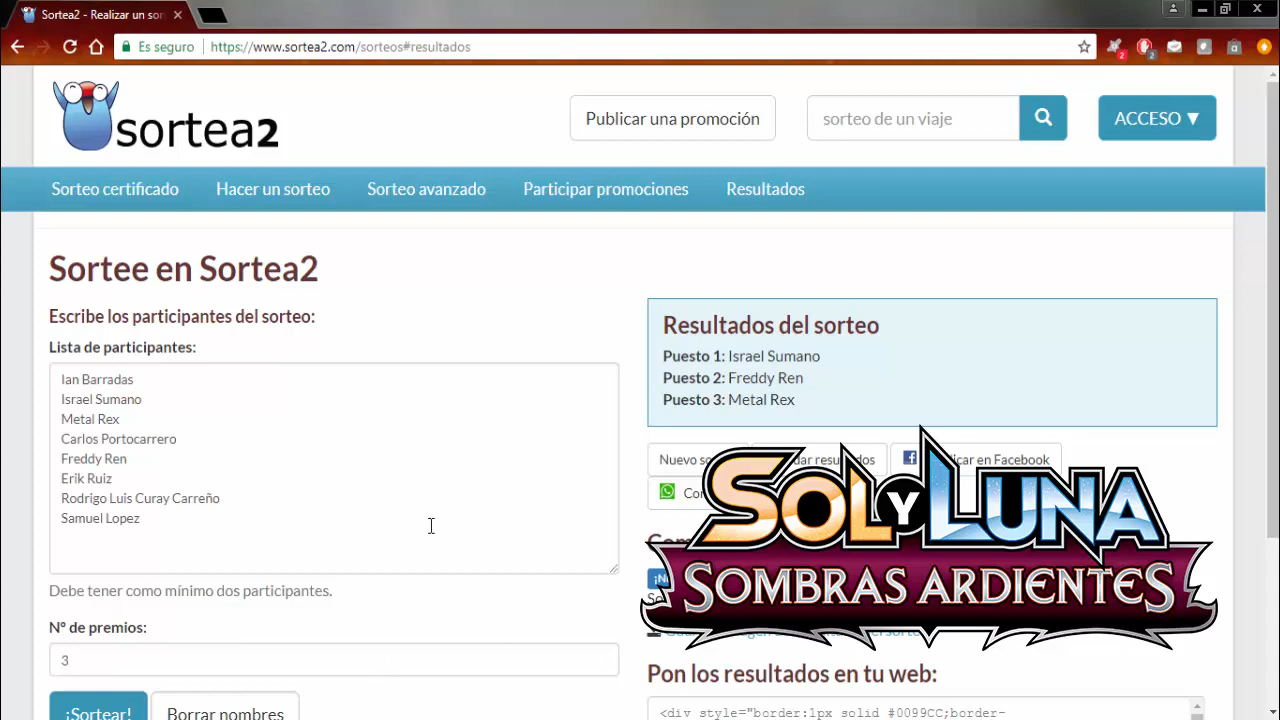 Sortea2 - Realizar un sor
Es seguro
https://www.sortea2.com/sorteos#resultados
2
2
sortea2
Publicar una promoción
sorteo de un viaje
ACCESO ▼
Sorteo certificado
Hacer un sorteo
Sorteo avanzado
Participar promociones
Resultados
Sortee en Sortea2
Escribe los participantes del sorteo:
Lista de participantes:
Ian Barradas
Israel Sumano
Metal Rex
Carlos Portocarrero
Freddy Ren
Erik Ruiz
Rodrigo Luis Curay Carreño
Samuel Lopez
Debe tener como mínimo dos participantes.
Nº de premios:
3
¡Sortear!
Borrar nombres
Resultados del sorteo
Puesto 1: Israel Sumano
Puesto 2: Freddy Ren
Puesto 3: Metal Rex
Nuevo
en Facebook
SOL Y LUNA
SOMBRAS ARDIENTES
Pon los resultados en tu web:
<div style="border:1px solid #0099CC;border-